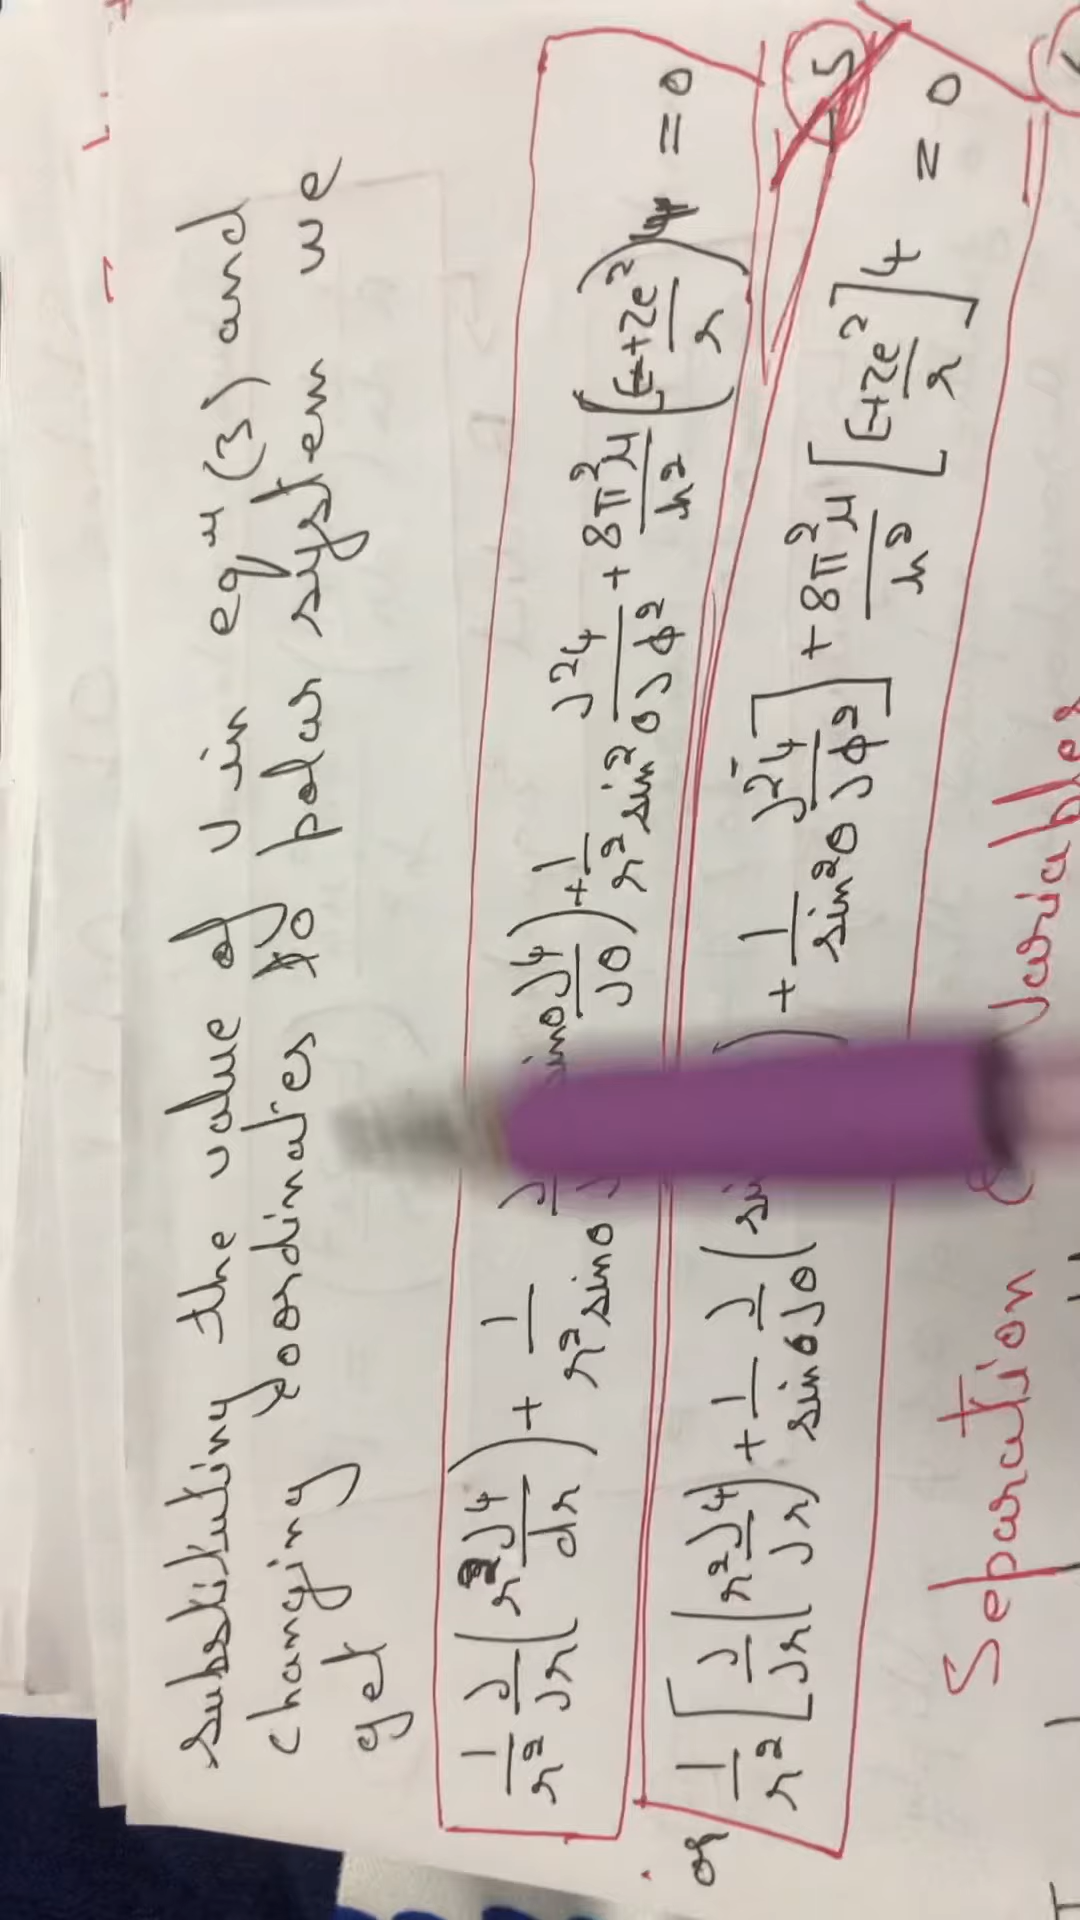 substituting the value of U in eqⁿ (3) and
changing coordinates to polar system we
get
1/r² ∂/∂r (r² ∂ψ/dr) + 1/r² sinθ ∂ sinθ ∂ψ/∂θ) + 1/r² sin²θ ∂²ψ/∂φ² + 8π²μ/h² (E+Ze²/r) ψ = 0
or 1/r² [∂/∂r (r² ∂ψ/∂r) + 1/sinθ ∂/∂θ ( ) + 1/sin²θ ∂²ψ/∂φ²] + 8π²μ/h² [E+Ze²/r] ψ = 0
5
Separation Variables